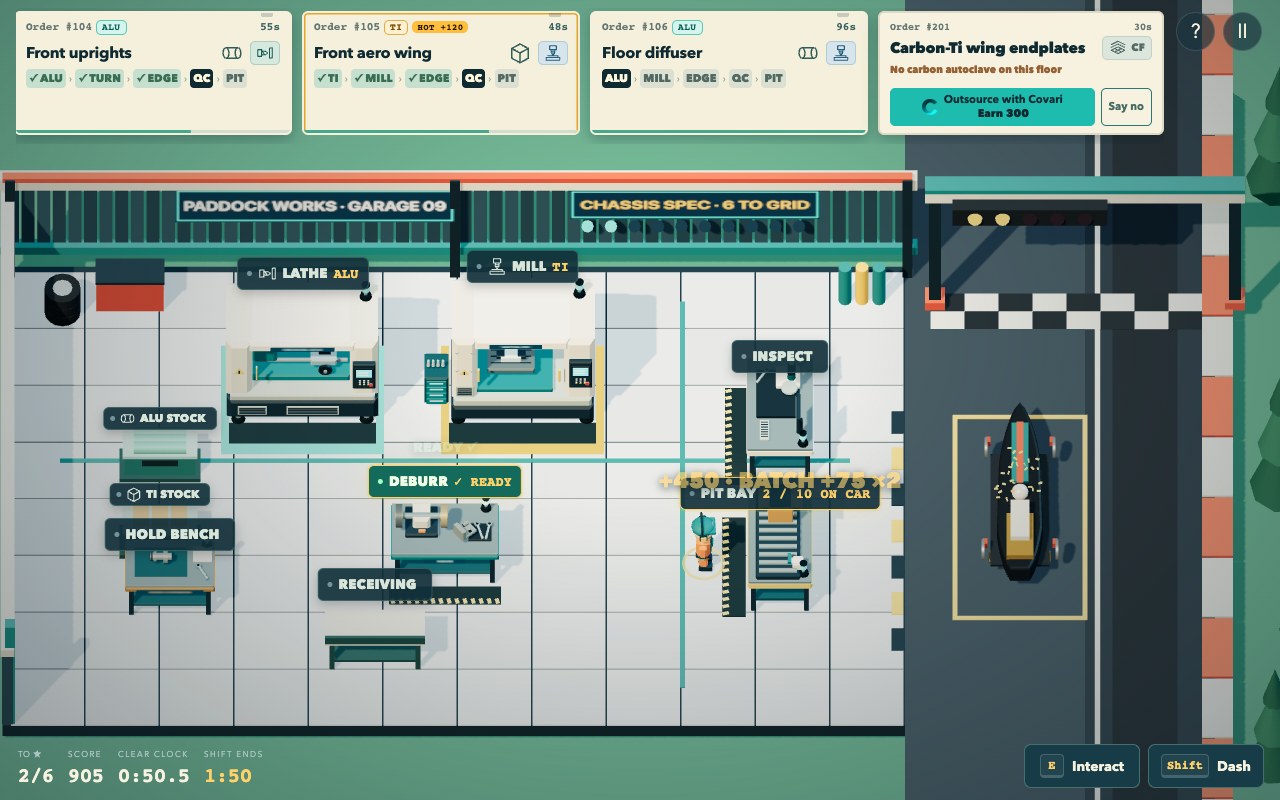 Order #104 ALU 55s
Front uprights
✓ALU › ✓TURN › ✓EDGE › QC › PIT
Order #105 TI HOT +120 48s
Front aero wing
✓TI › ✓MILL › ✓EDGE › QC › PIT
Order #106 ALU 96s
Floor diffuser
ALU › MILL › EDGE › QC › PIT
Order #201 30s
Carbon-Ti wing endplates CF
No carbon autoclave on this floor
Outsource with Covari
Earn 300
Say no
?
PADDOCK WORKS · GARAGE 09
CHASSIS SPEC · 6 TO GRID
LATHE ALU
MILL TI
INSPECT
ALU STOCK
READY ✓
DEBURR ✓ READY
+450 · BATCH +75 ×2
TI STOCK
PIT BAY 2 / 10 ON CAR
HOLD BENCH
RECEIVING
TO ★ SCORE CLEAR CLOCK SHIFT ENDS
2/6 905 0:50.5 1:50
E Interact
Shift Dash